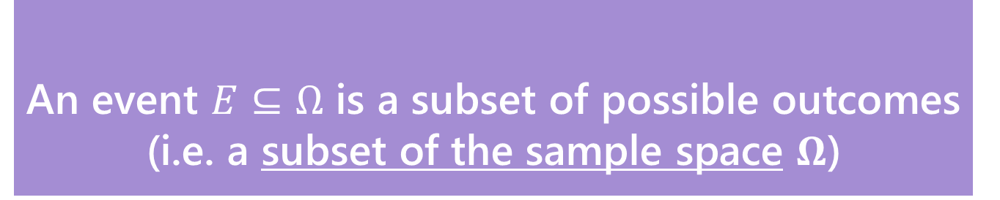 An event E ⊆ Ω is a subset of possible outcomes
(i.e. a subset of the sample space Ω)